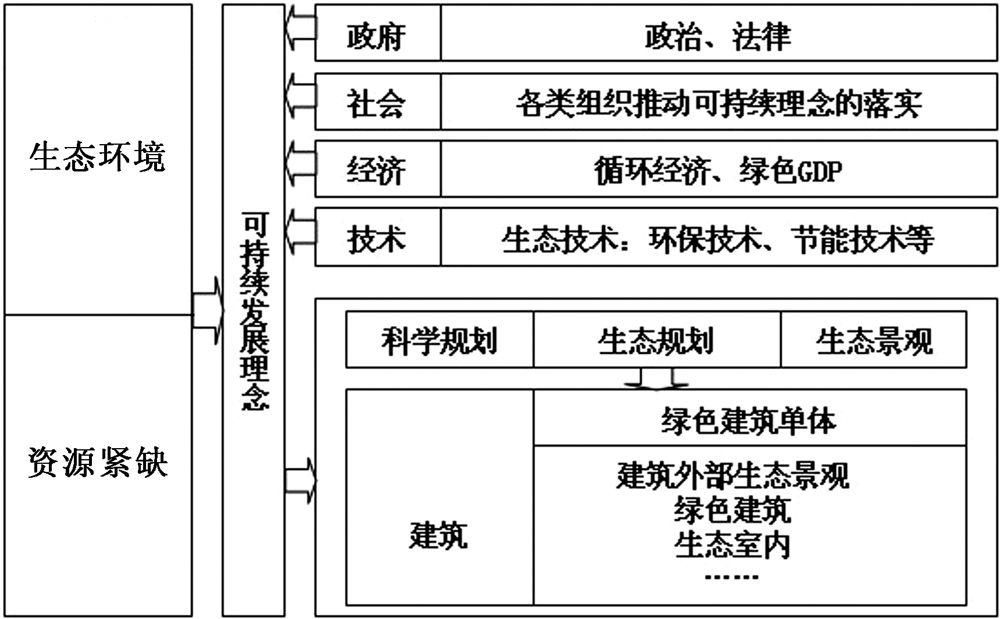 生态环境
资源紧缺
可持续发展理念
政府
政治、法律
社会
各类组织推动可持续理念的落实
经济
循环经济、绿色GDP
技术
生态技术：环保技术、节能技术等
科学规划
生态规划
生态景观
建筑
绿色建筑单体
建筑外部生态景观
绿色建筑
生态室内
……